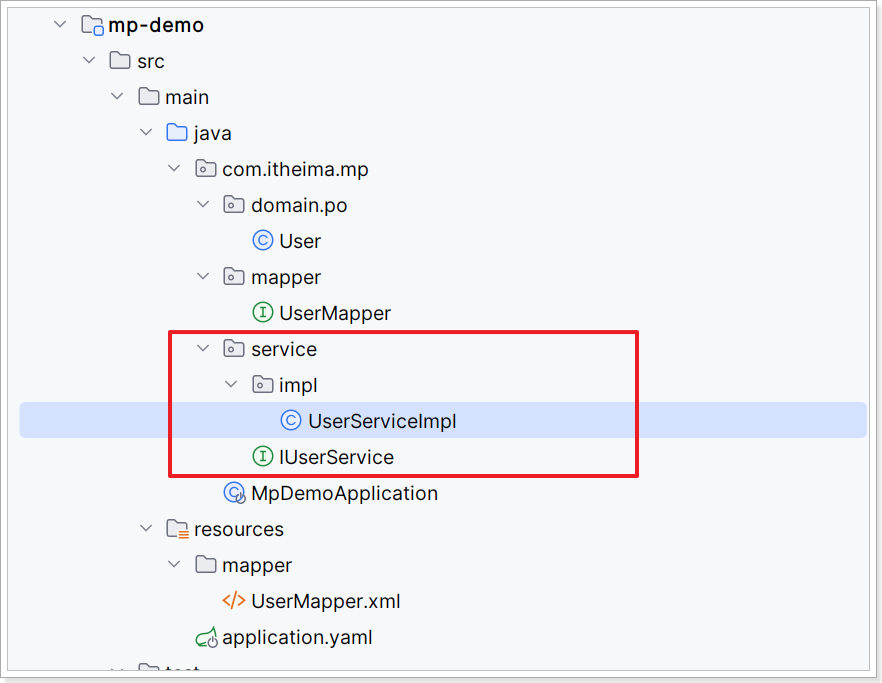 mp-demo
src
main
java
com.itheima.mp
domain.po
User
mapper
UserMapper
service
impl
UserServiceImpl
IUserService
MpDemoApplication
resources
mapper
UserMapper.xml
application.yaml